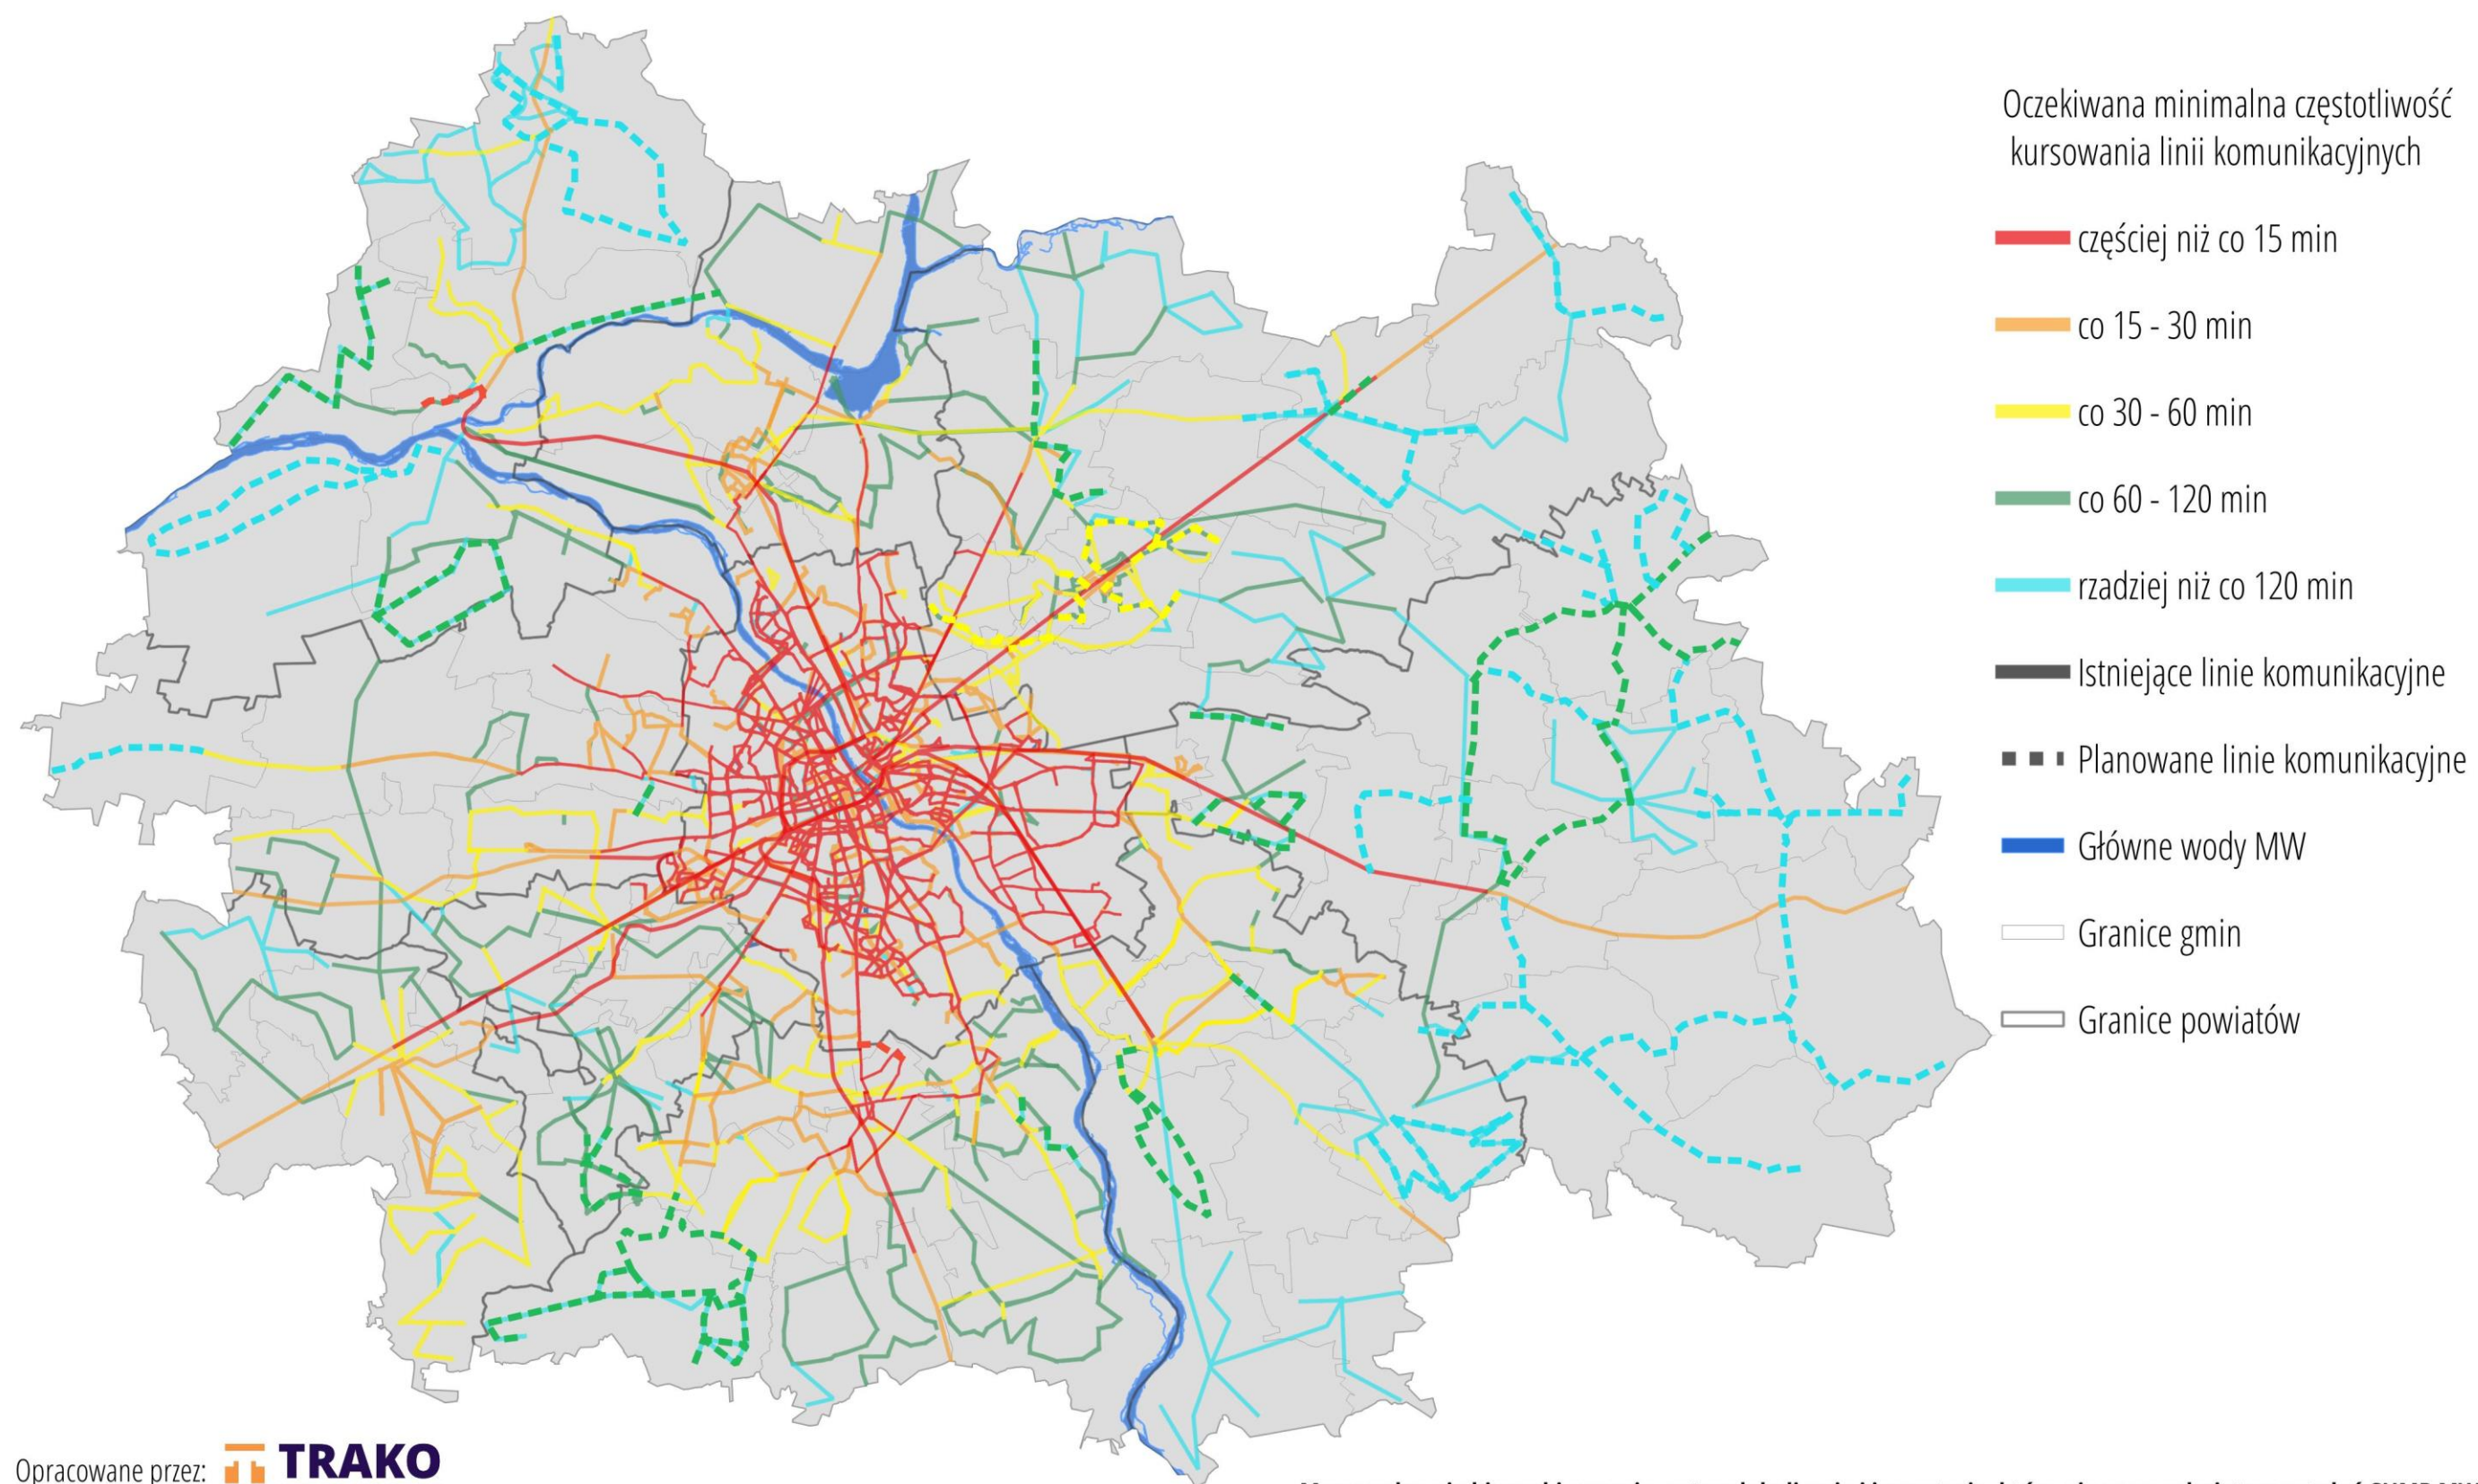 Oczekiwana minimalna częstotliwość
kursowania linii komunikacyjnych
częściej niż co 15 min
co 15 - 30 min
co 30 - 60 min
co 60 - 120 min
rzadziej niż co 120 min
Istniejące linie komunikacyjne
Planowane linie komunikacyjne
Główne wody MW
Granice gmin
Granice powiatów
Opracowane przez: TRAKO